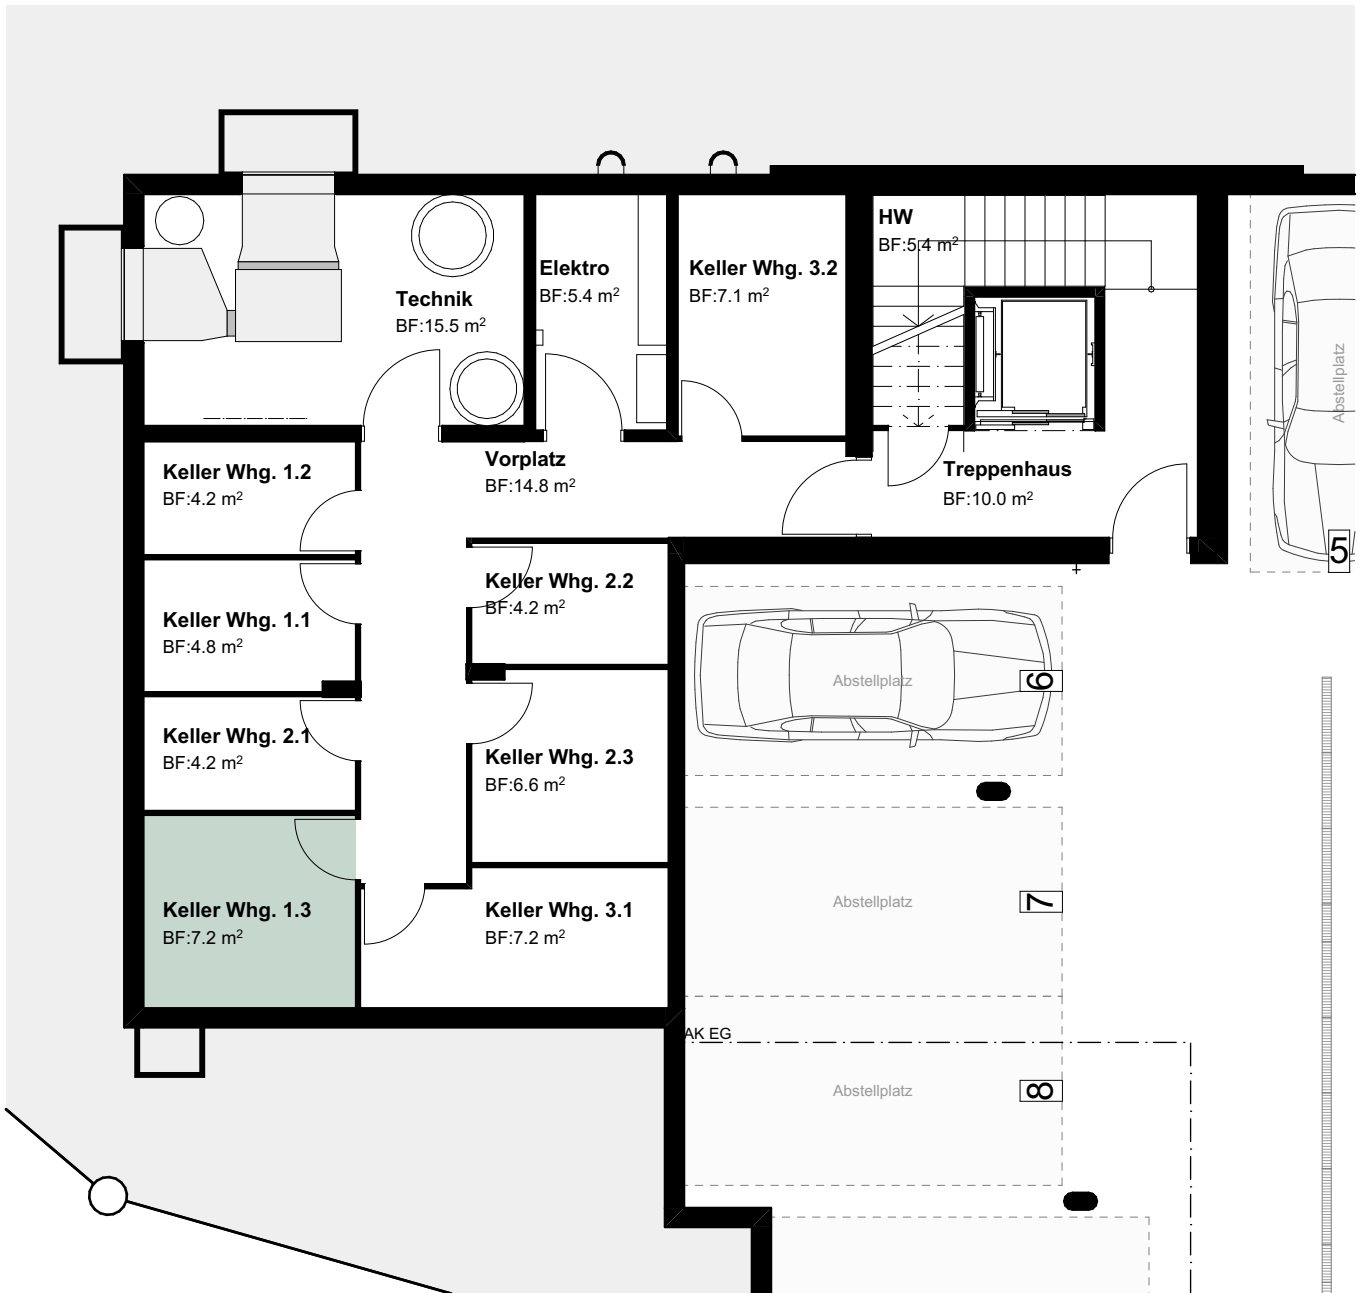 HW
BF:5.4 m²
Elektro
BF:5.4 m²
Keller Whg. 3.2
BF:7.1 m²
Technik
BF:15.5 m²
Abstellplatz
5
Keller Whg. 1.2
BF:4.2 m²
Vorplatz
BF:14.8 m²
Treppenhaus
BF:10.0 m²
Keller Whg. 2.2
BF:4.2 m²
Keller Whg. 1.1
BF:4.8 m²
Abstellplatz
6
Keller Whg. 2.1
BF:4.2 m²
Keller Whg. 2.3
BF:6.6 m²
Keller Whg. 1.3
BF:7.2 m²
Keller Whg. 3.1
BF:7.2 m²
Abstellplatz
7
AK EG
Abstellplatz
8